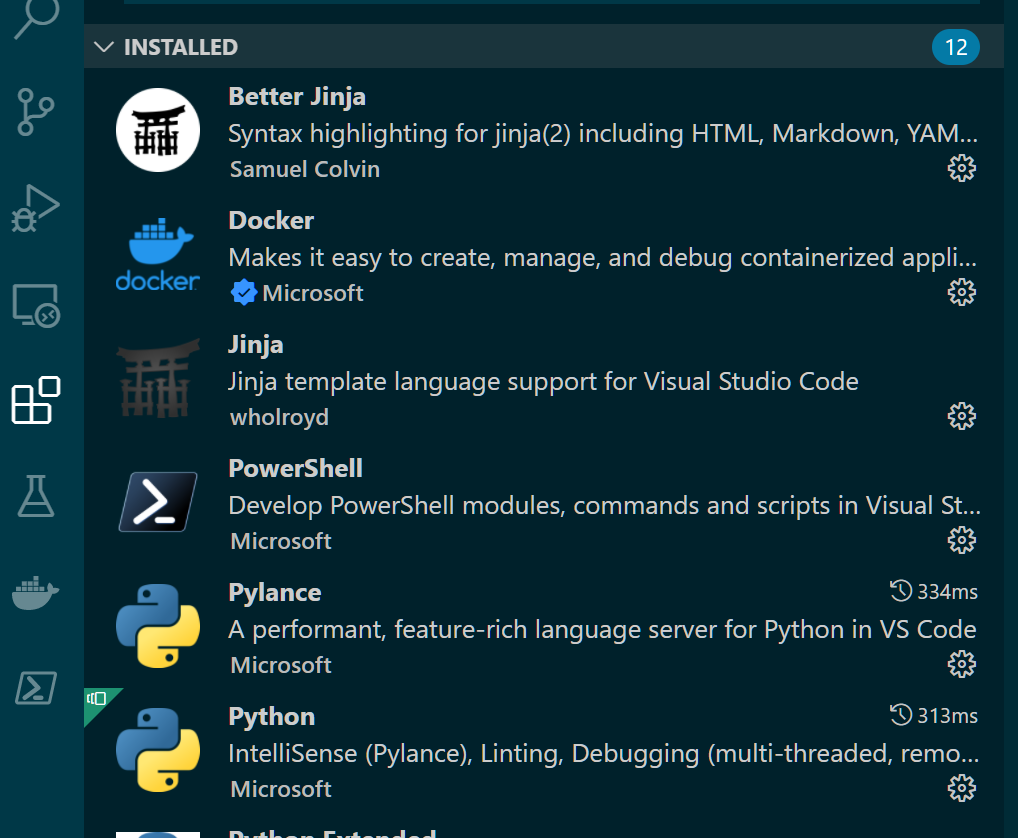 INSTALLED
12
Better Jinja
Syntax highlighting for jinja(2) including HTML, Markdown, YAM...
Samuel Colvin
docker
Docker
Makes it easy to create, manage, and debug containerized appli...
Microsoft
Jinja
Jinja template language support for Visual Studio Code
wholroyd
PowerShell
Develop PowerShell modules, commands and scripts in Visual St...
Microsoft
Pylance
334ms
A performant, feature-rich language server for Python in VS Code
Microsoft
Python
313ms
IntelliSense (Pylance), Linting, Debugging (multi-threaded, remo...
Microsoft
Python Extended